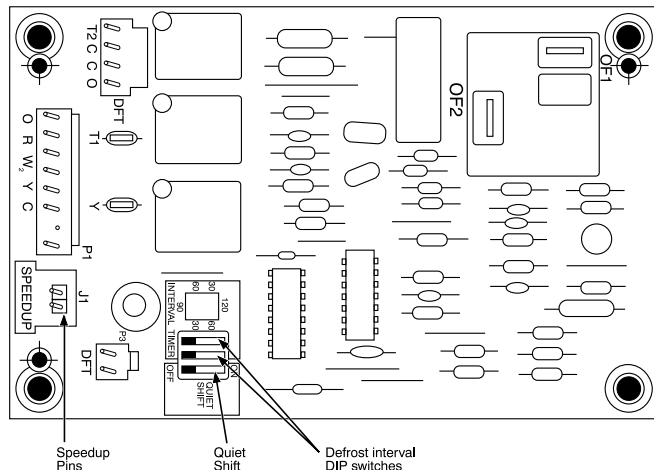 T2 C C O
DFT
T1
Y
O R W2 Y C
P1
OF1
OF2
SPEEDUP
J1
P3
DFT
INTERVAL TIMER
60
30
90
120
30
60
OFF
ON
QUIET
SHIFT
Speedup
Pins
Quiet
Shift
Defrost interval
DIP switches